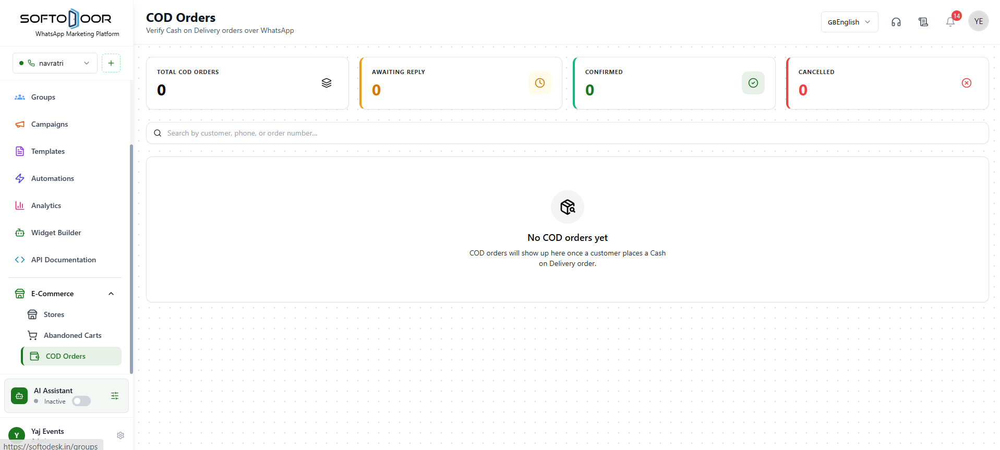 SOFTODOOR
WhatsApp Marketing Platform
navratri
Groups
Campaigns
Templates
Automations
Analytics
Widget Builder
API Documentation
E-Commerce
Stores
Abandoned Carts
COD Orders
AI Assistant
Inactive
Y
Yaj Events
https://softodesk.in/groups
COD Orders
Verify Cash on Delivery orders over WhatsApp
GBEnglish
14
YE
TOTAL COD ORDERS
0
AWAITING REPLY
0
CONFIRMED
0
CANCELLED
0
Search by customer, phone, or order number...
No COD orders yet
COD orders will show up here once a customer places a Cash
on Delivery order.